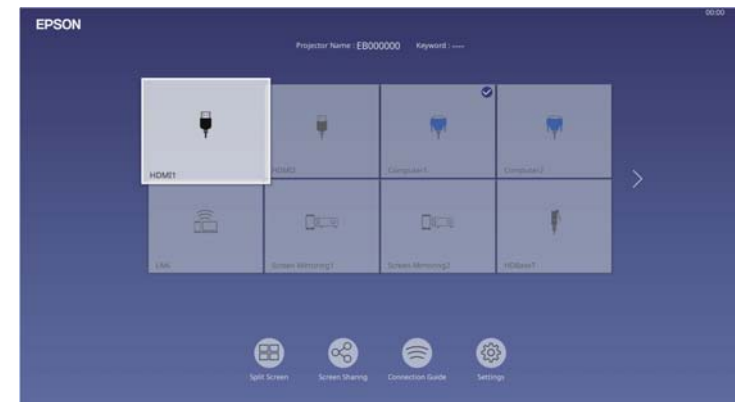 00:00
EPSON
Projector Name : EB000000 Keyword : ----
HDMI1
HDMI2
Computer1
Computer2
LAN
Screen Mirroring1
Screen Mirroring2
HDBaseT
Split Screen
Screen Sharing
Connection Guide
Settings